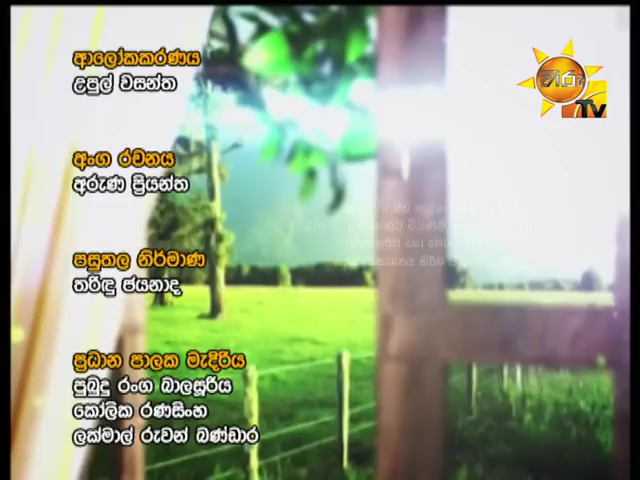 ආලෝකකරණය
උපුල් වසන්ත
අංග රචනය
අරුණ ප්‍රියන්ත
පසුතල නිර්මාණ
තරිඳු ජයනාද
ප්‍රධාන පාලක මැදිරිය
පුබුදු රංග බාලසූරිය
කෝලික රණසිංහ
ලක්මාල් රුවන් බණ්ඩාර
හිරු
TV